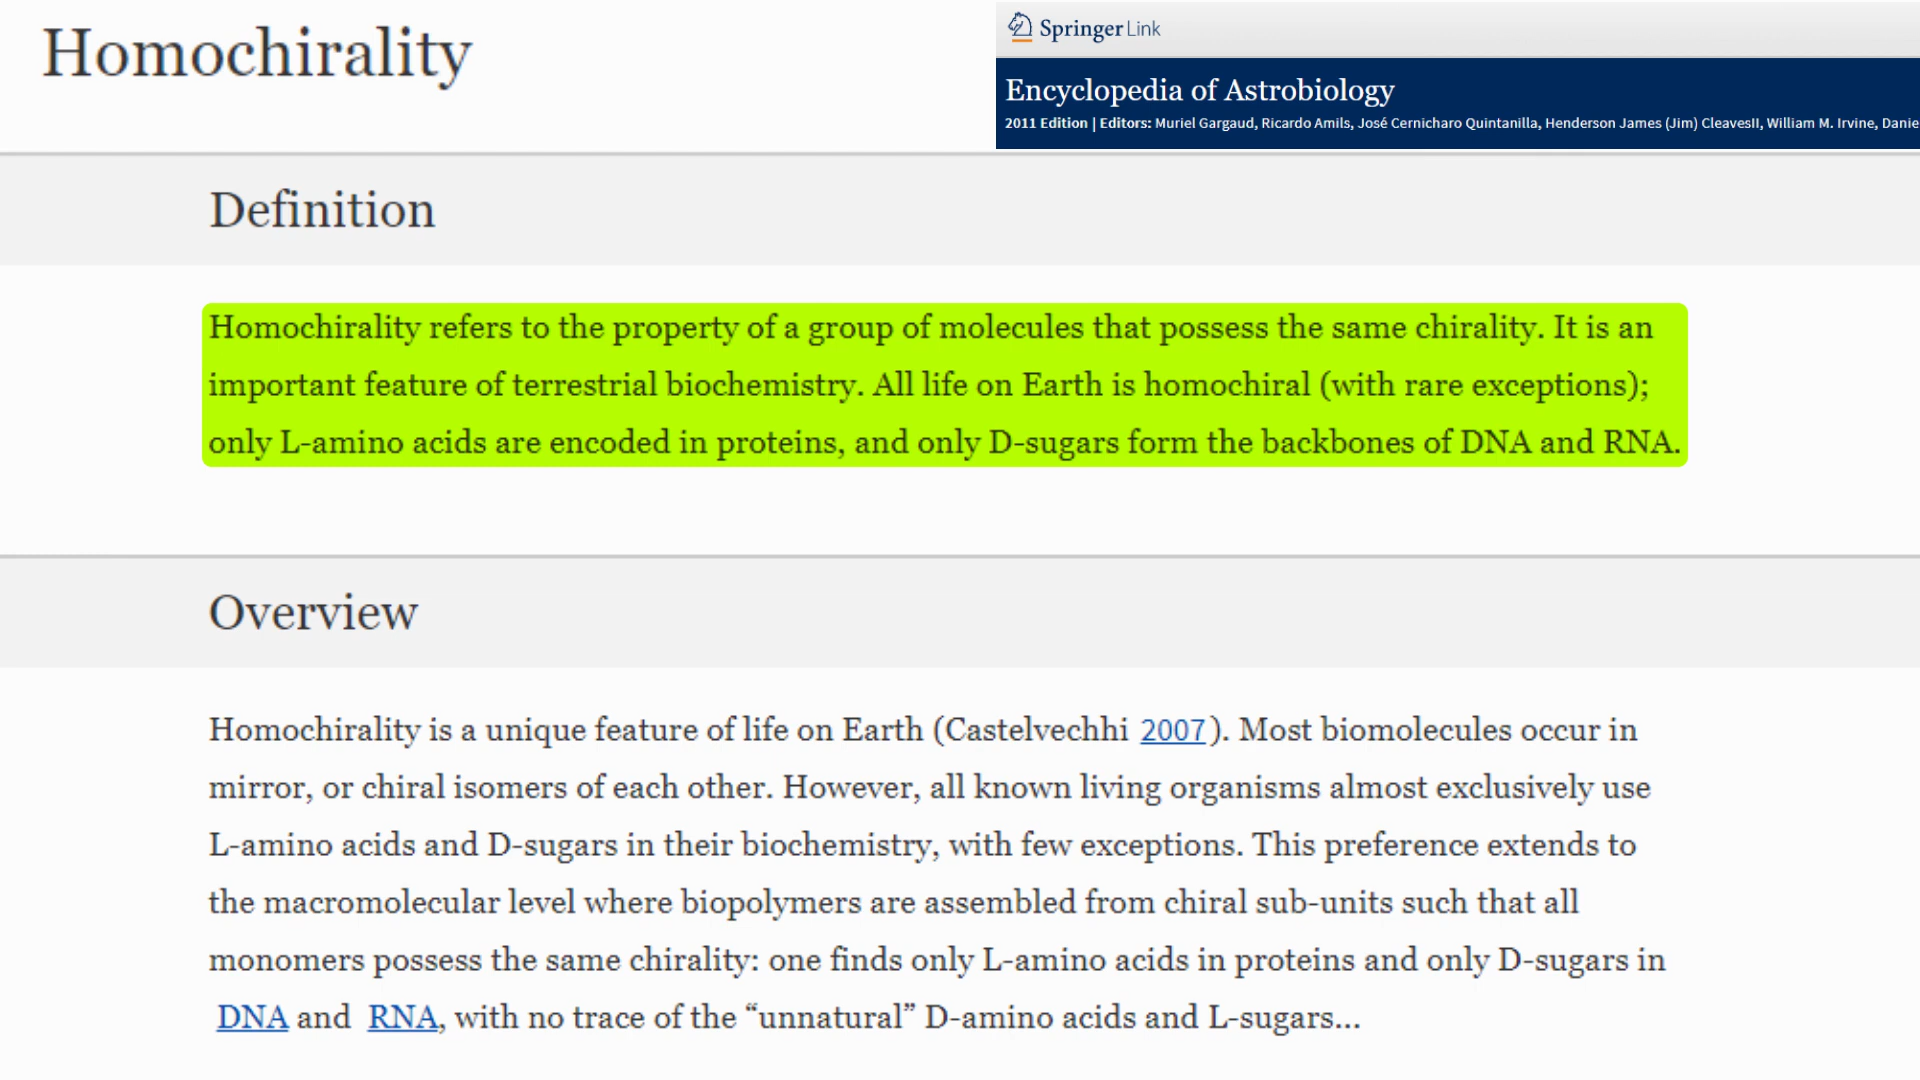 Homochirality
Springer Link
Encyclopedia of Astrobiology
2011 Edition | Editors: Muriel Gargaud, Ricardo Amils, José Cernicharo Quintanilla, Henderson James (Jim) CleavesII, William M. Irvine, Danie
Definition
Homochirality refers to the property of a group of molecules that possess the same chirality. It is an
important feature of terrestrial biochemistry. All life on Earth is homochiral (with rare exceptions);
only L-amino acids are encoded in proteins, and only D-sugars form the backbones of DNA and RNA.
Overview
Homochirality is a unique feature of life on Earth (Castelvechhi 2007). Most biomolecules occur in
mirror, or chiral isomers of each other. However, all known living organisms almost exclusively use
L-amino acids and D-sugars in their biochemistry, with few exceptions. This preference extends to
the macromolecular level where biopolymers are assembled from chiral sub-units such that all
monomers possess the same chirality: one finds only L-amino acids in proteins and only D-sugars in
DNA and RNA, with no trace of the “unnatural” D-amino acids and L-sugars...